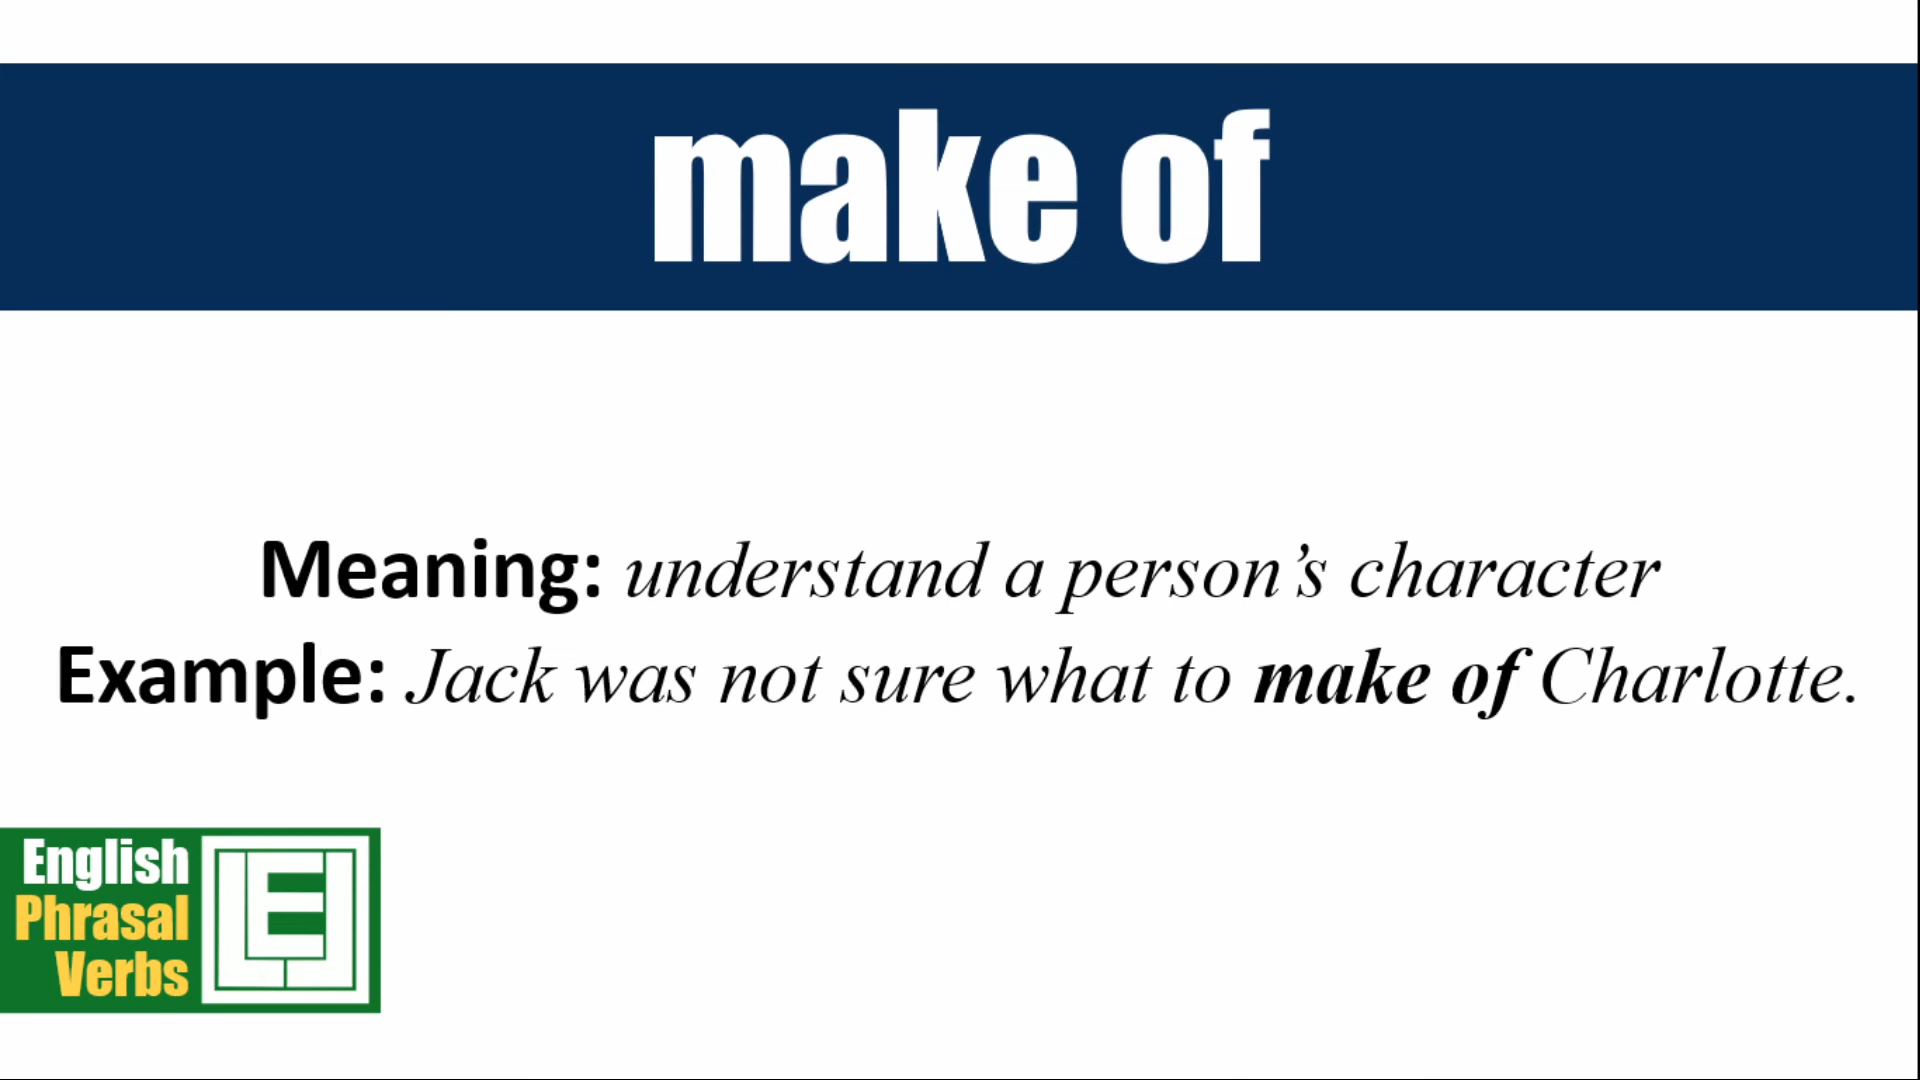 make of
Meaning: understand a person’s character
Example: Jack was not sure what to make of Charlotte.
English
Phrasal
Verbs